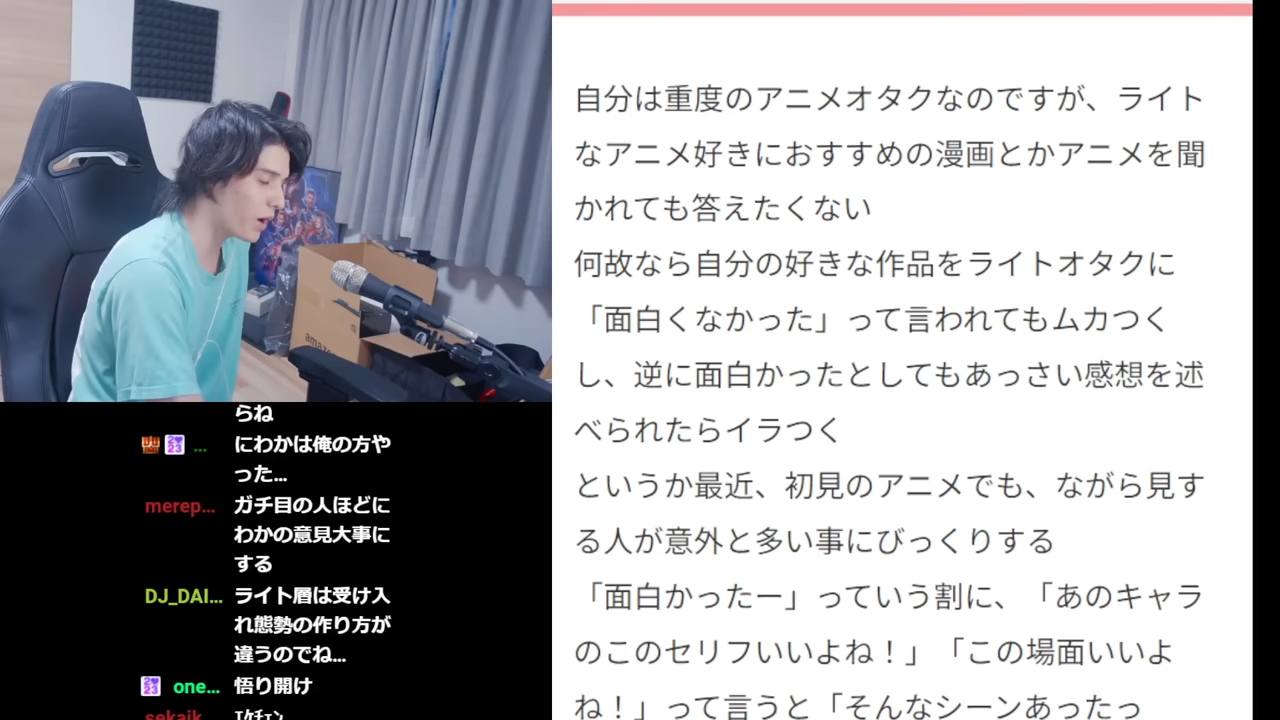 自分は重度のアニメオタクなのですが、ライト
なアニメ好きにおすすめの漫画とかアニメを聞
かれても答えたくない
何故なら自分の好きな作品をライトオタクに
「面白くなかった」って言われてもムカつく
し、逆に面白かったとしてもあっさい感想を述
べられたらイラつく
というか最近、初見のアニメでも、ながら見す
る人が意外と多い事にびっくりする
「面白かったー」っていう割に、「あのキャラ
のこのセリフいいよね！」「この場面いいよ
ね！」って言うと「そんなシーンあったっ
amazon
らね
... にわかは俺の方や
った...
merep... ガチ目の人ほどに
わかの意見大事に
する
DJ_DAI... ライト層は受け入
れ態勢の作り方が
違うのでね...
one... 悟り開け